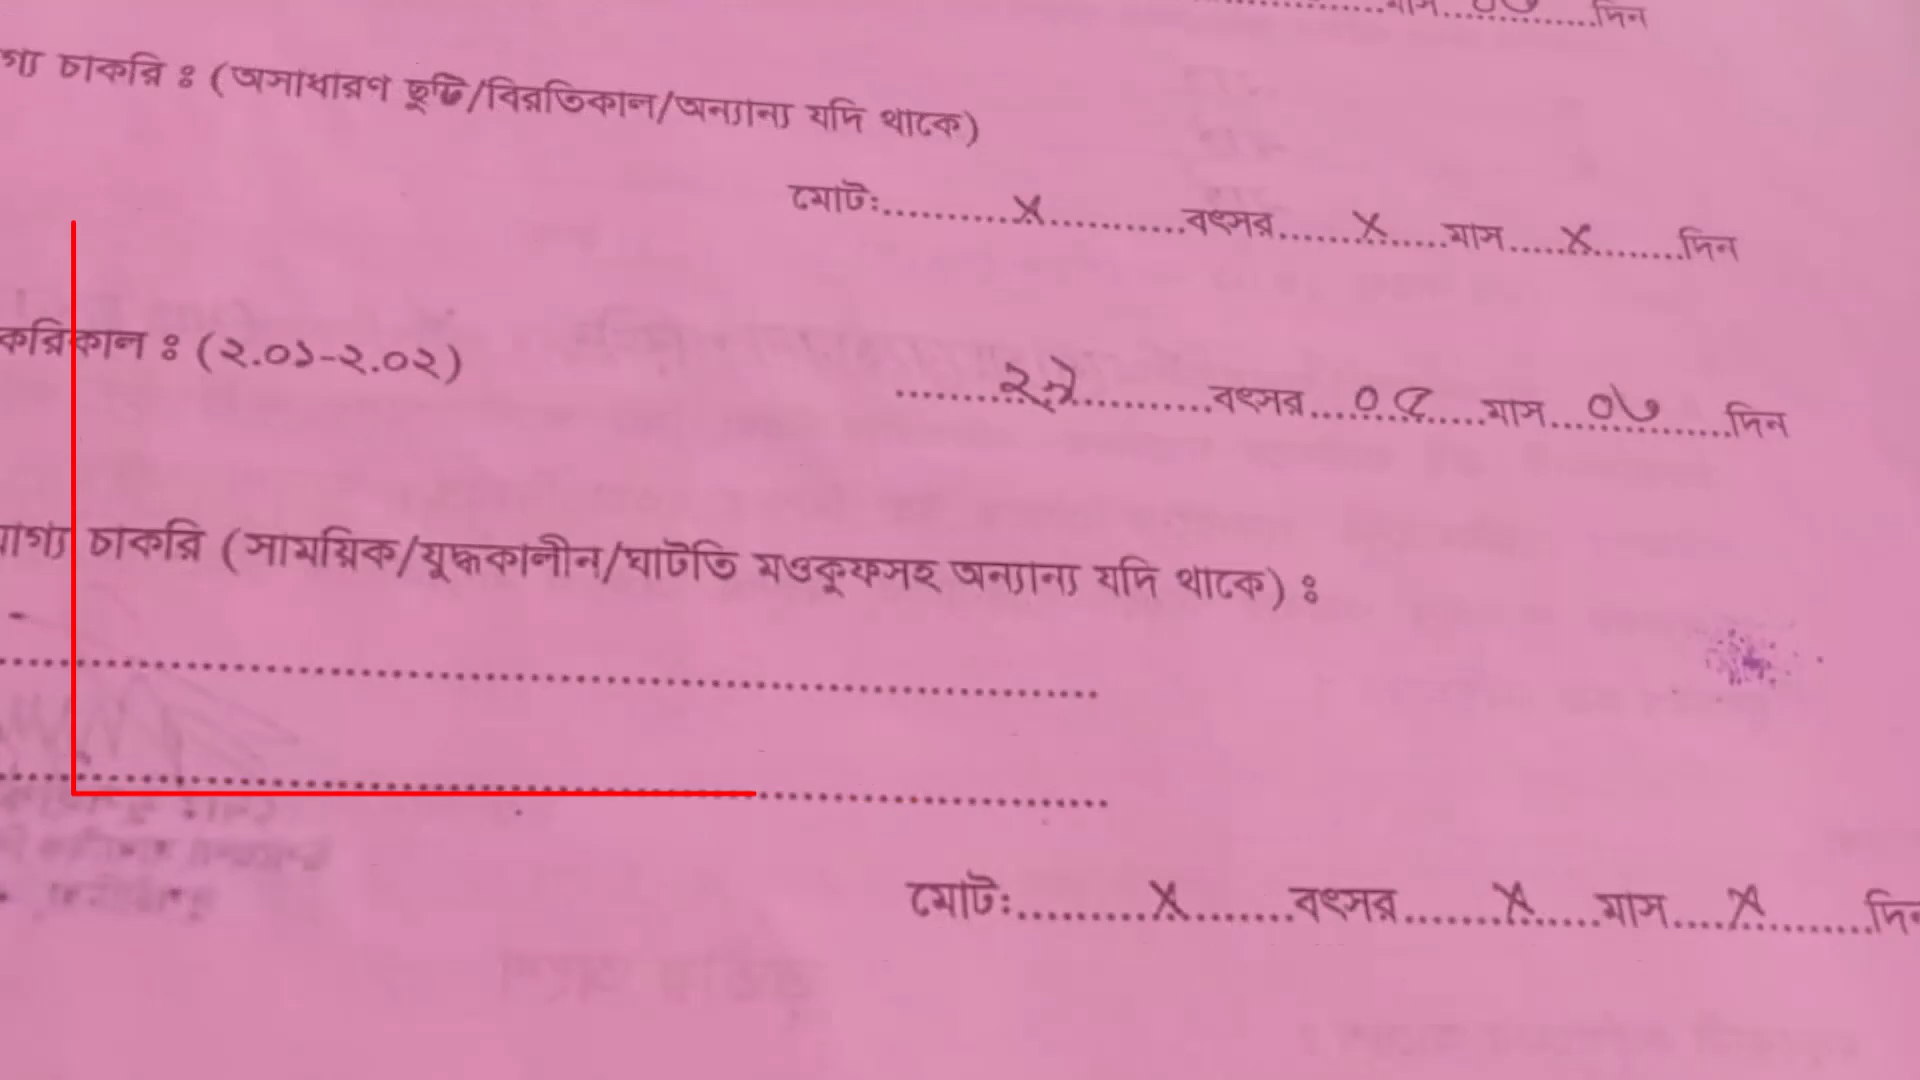 দিন
চাকরি ঃ (অসাধারণ ছুটি/বিরতিকাল/অন্যান্য যদি থাকে)
মোট:..........x...........বৎসর........x......মাস.....x........দিন
করিকাল ঃ (২.০১-২.০২)
..........২৯............বৎসর....০৫.....মাস....০৬.......দিন
চাকরি (সাময়িক/যুদ্ধকালীন/ঘাটতি মওকুফসহ অন্যান্য যদি থাকে) ঃ
মোট:..........x........বৎসর........x......মাস....x..........দিন